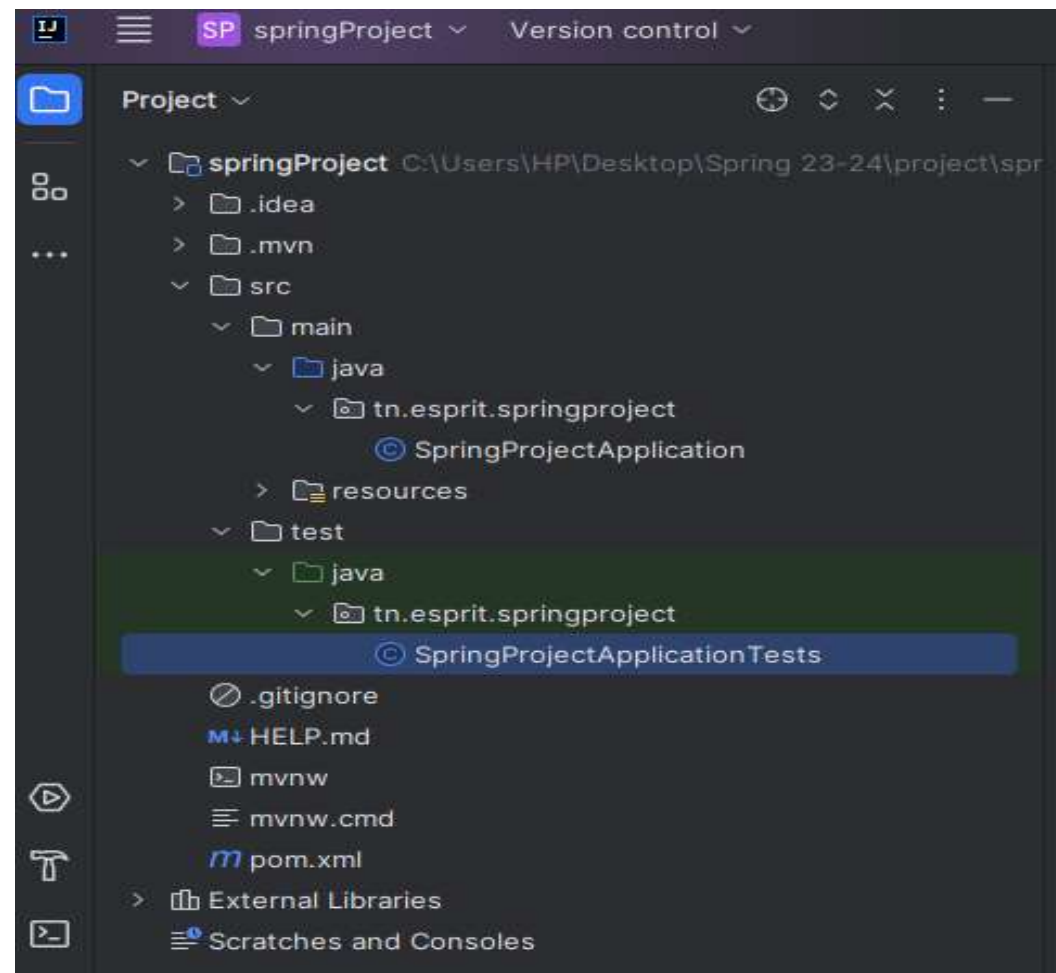 IJ SP springProject Version control
Project
springProject C:\Users\HP\Desktop\Spring 23-24\project\spr
.idea
.mvn
src
main
java
tn.esprit.springproject
SpringProjectApplication
resources
test
java
tn.esprit.springproject
SpringProjectApplicationTests
.gitignore
M↓ HELP.md
mvnw
mvnw.cmd
m pom.xml
External Libraries
Scratches and Consoles